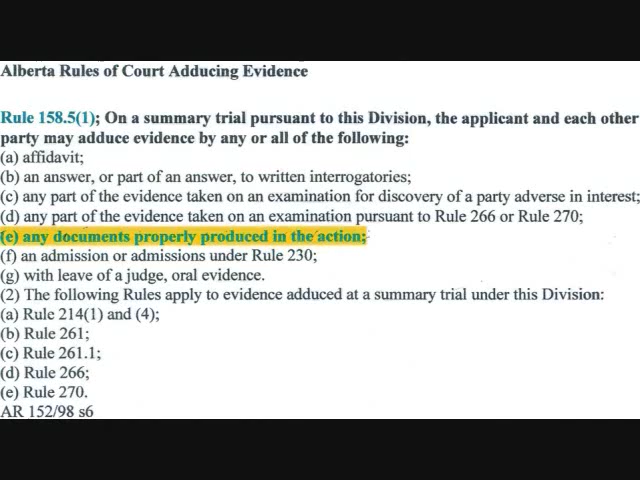 Alberta Rules of Court Adducing Evidence
Rule 158.5(1); On a summary trial pursuant to this Division, the applicant and each other
party may adduce evidence by any or all of the following:
(a) affidavit;
(b) an answer, or part of an answer, to written interrogatories;
(c) any part of the evidence taken on an examination for discovery of a party adverse in interest;
(d) any part of the evidence taken on an examination pursuant to Rule 266 or Rule 270;
(e) any documents properly produced in the action;
(f) an admission or admissions under Rule 230;
(g) with leave of a judge, oral evidence.
(2) The following Rules apply to evidence adduced at a summary trial under this Division:
(a) Rule 214(1) and (4);
(b) Rule 261;
(c) Rule 261.1;
(d) Rule 266;
(e) Rule 270.
AR 152/98 s6